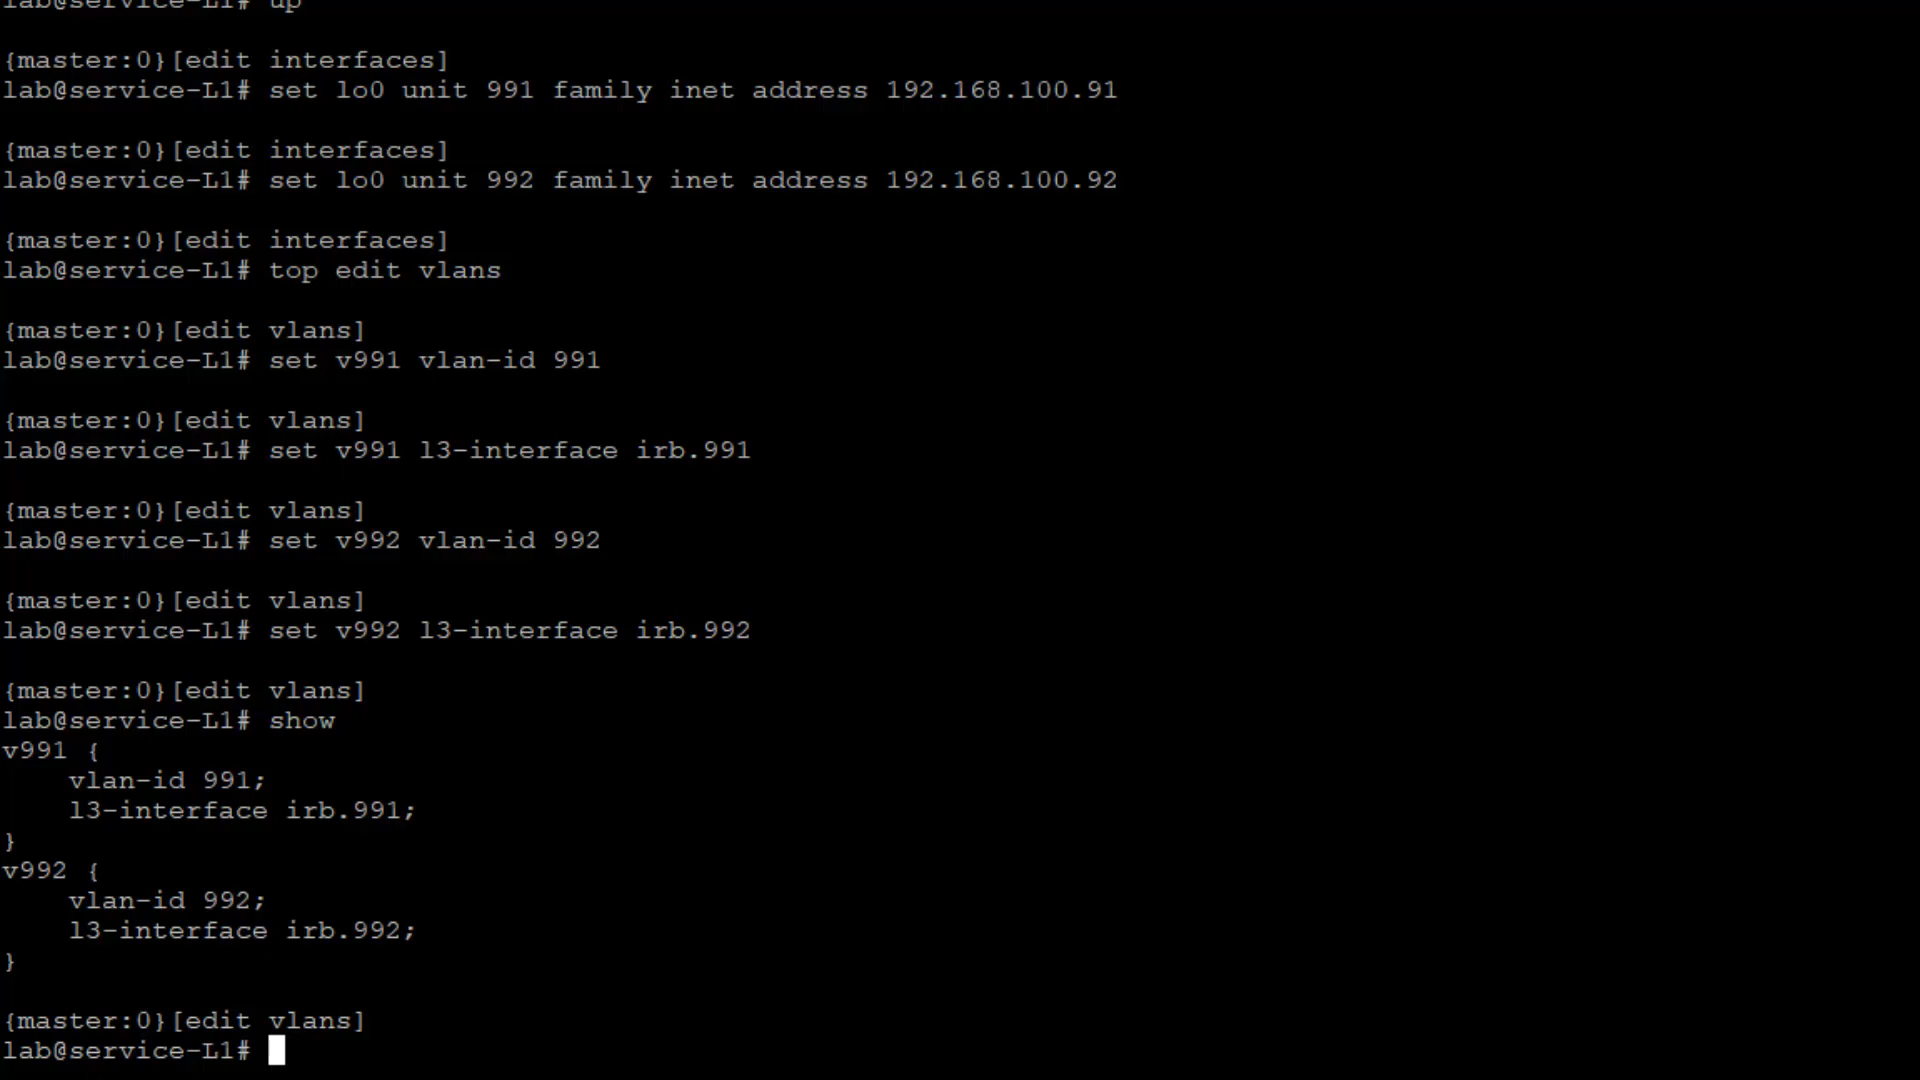 lab@service-L1# up
{master:0}[edit interfaces]
lab@service-L1# set lo0 unit 991 family inet address 192.168.100.91
{master:0}[edit interfaces]
lab@service-L1# set lo0 unit 992 family inet address 192.168.100.92
{master:0}[edit interfaces]
lab@service-L1# top edit vlans
{master:0}[edit vlans]
lab@service-L1# set v991 vlan-id 991
{master:0}[edit vlans]
lab@service-L1# set v991 l3-interface irb.991
{master:0}[edit vlans]
lab@service-L1# set v992 vlan-id 992
{master:0}[edit vlans]
lab@service-L1# set v992 l3-interface irb.992
{master:0}[edit vlans]
lab@service-L1# show
v991 {
    vlan-id 991;
    l3-interface irb.991;
}
v992 {
    vlan-id 992;
    l3-interface irb.992;
}
{master:0}[edit vlans]
lab@service-L1#